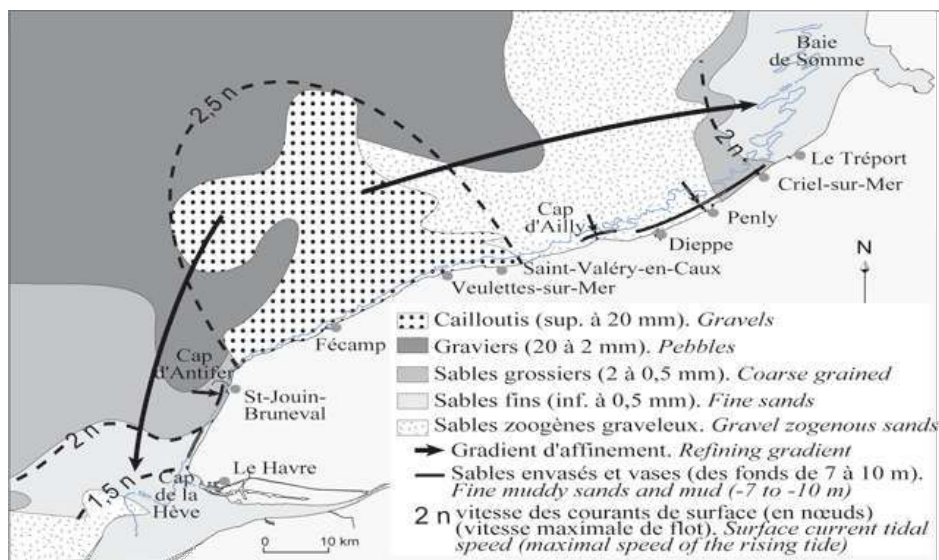 Baie
de Somme
2,5 n
2 n
Le Tréport
Criel-sur-Mer
Cap
d'Ailly
Penly
Dieppe
N
Saint-Valéry-en-Caux
Veulettes-sur-Mer
Fécamp
Cap
d'Antifer
St-Jouin-
Bruneval
2 n
1,5 n
Le Havre
Cap
de la
Hève
0 10 km
Cailloutis (sup. à 20 mm). Gravels
Graviers (20 à 2 mm). Pebbles
Sables grossiers (2 à 0,5 mm). Coarse grained
Sables fins (inf. à 0,5 mm). Fine sands
Sables zoogènes graveleux. Gravel zogenous sands
Gradient d'affinement. Refining gradient
Sables envasés et vases (des fonds de 7 à 10 m).
Fine muddy sands and mud (-7 to -10 m)
2 n vitesse des courants de surface (en nœuds)
(vitesse maximale de flot). Surface current tidal
speed (maximal speed of the rising tide)